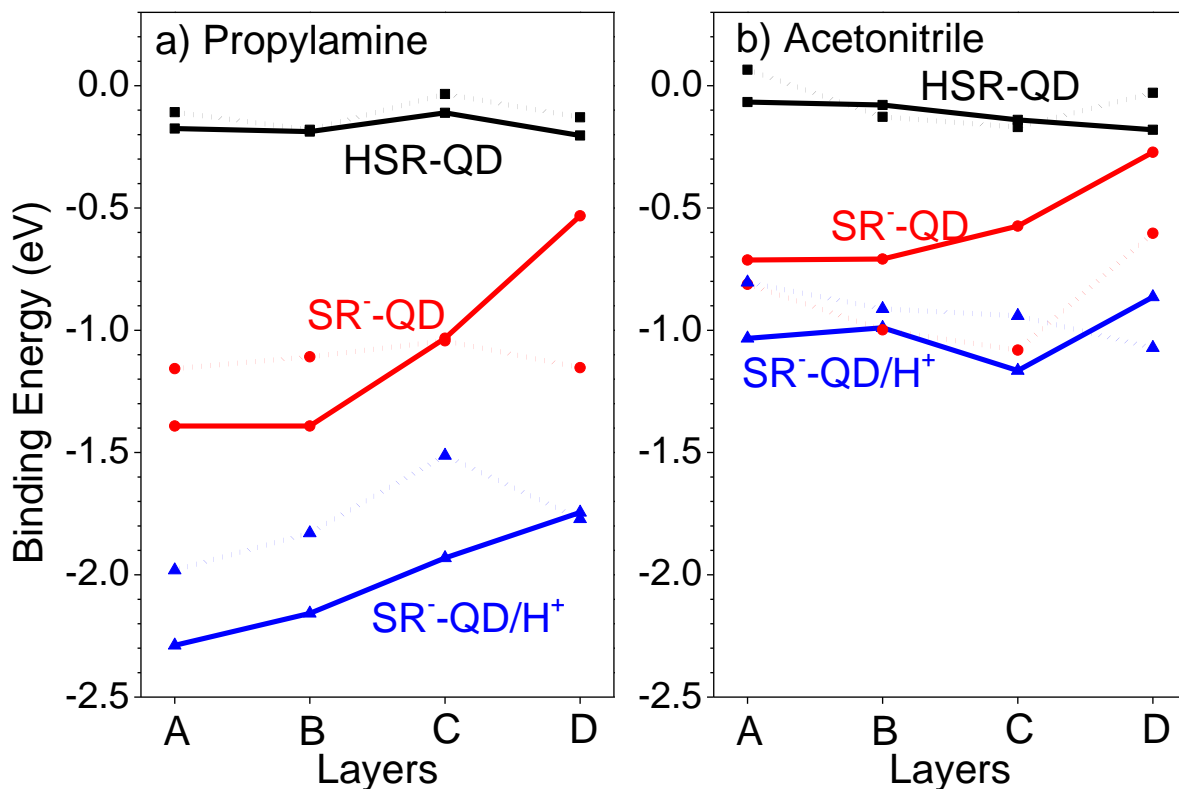 a) Propylamine
b) Acetonitrile
Binding Energy (eV)
0.0
-0.5
-1.0
-1.5
-2.0
-2.5
HSR-QD
SR⁻-QD
SR⁻-QD/H⁺
A B C D
Layers
0.0
-0.5
-1.0
-1.5
-2.0
-2.5
HSR-QD
SR⁻-QD
SR⁻-QD/H⁺
A B C D
Layers